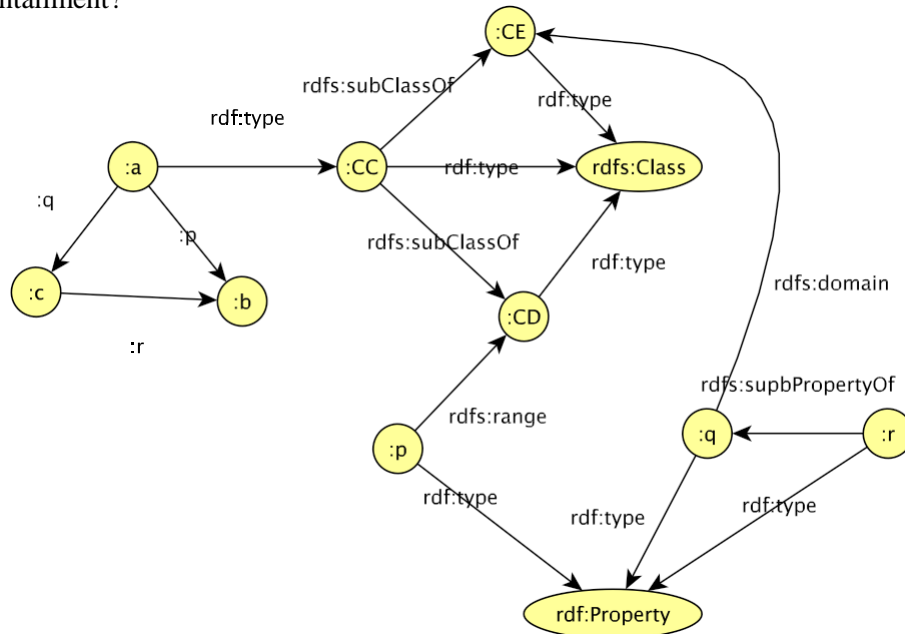 ntailment?
:CE
rdfs:subClassOf
rdf:type
rdf:type
:a
:CC
rdf:type
rdfs:Class
:q
:p
rdfs:subClassOf
rdf:type
:c
:b
rdfs:domain
:CD
:r
rdfs:supbPropertyOf
rdfs:range
:q
:r
:p
rdf:type
rdf:type
rdf:type
rdf:Property